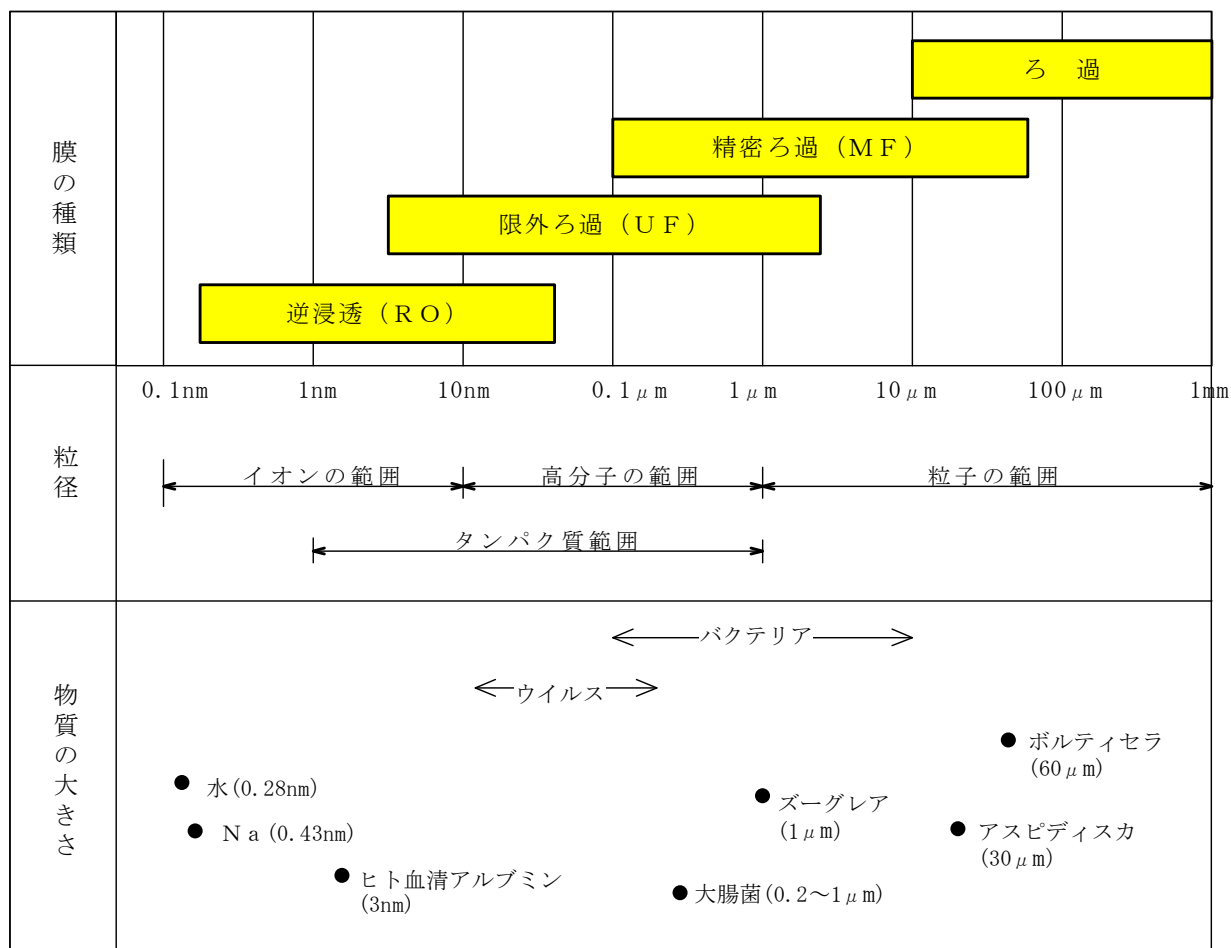 膜の種類
ろ　過
精密ろ過（ＭＦ）
限外ろ過（ＵＦ）
逆浸透（ＲＯ）
粒径
0.1nm
1nm
10nm
0.1μm
1μm
10μm
100μm
1mm
イオンの範囲
高分子の範囲
粒子の範囲
タンパク質範囲
物質の大きさ
バクテリア
ウイルス
ボルティセラ
(60μm)
水(0.28nm)
ズーグレア
(1μm)
Ｎａ(0.43nm)
アスピディスカ
(30μm)
ヒト血清アルブミン
(3nm)
大腸菌(0.2～1μm)